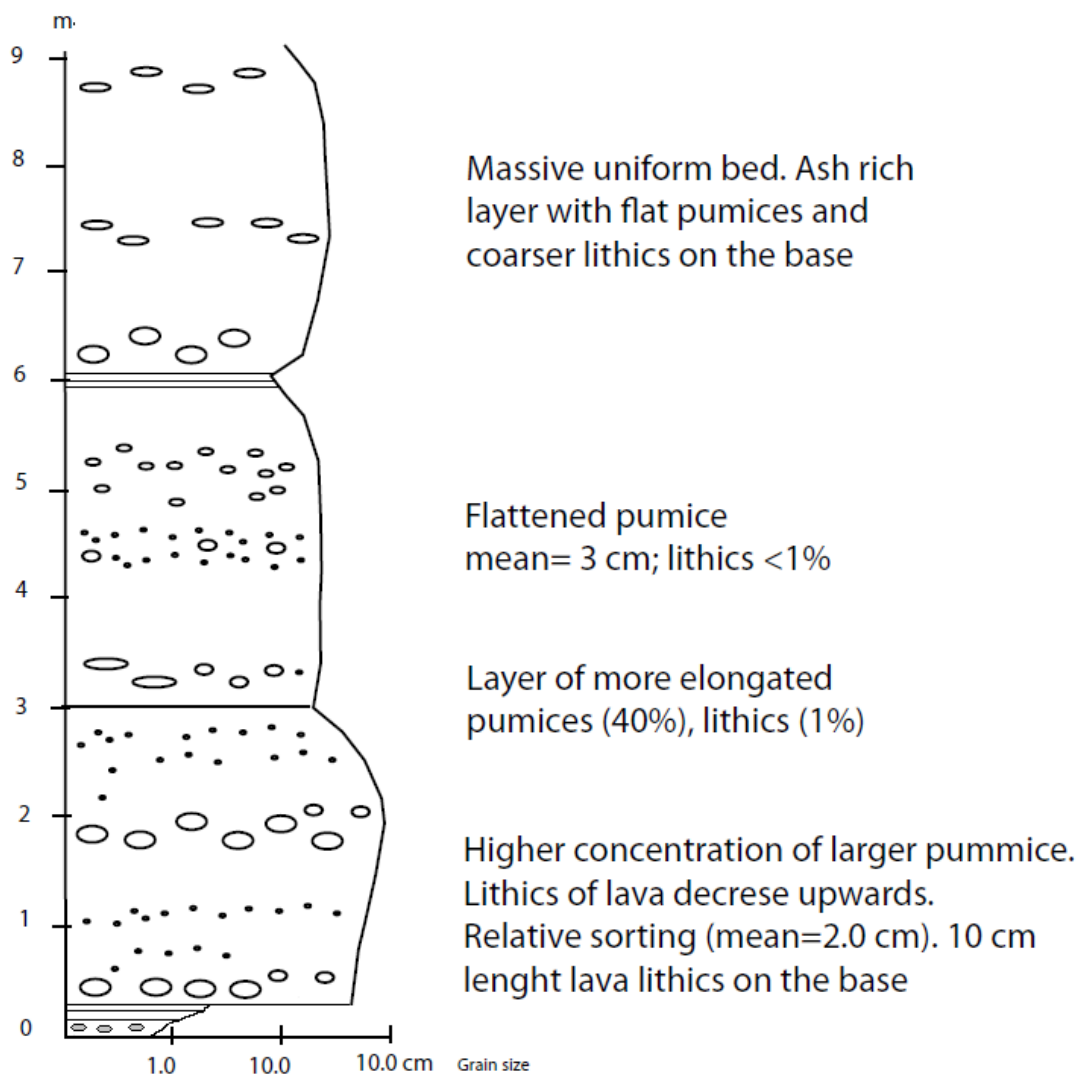 m.
9
8
7
6
5
4
3
2
1
0
Massive uniform bed. Ash rich
layer with flat pumices and
coarser lithics on the base
Flattened pumice
mean= 3 cm; lithics <1%
Layer of more elongated
pumices (40%), lithics (1%)
Higher concentration of larger pummice.
Lithics of lava decrese upwards.
Relative sorting (mean=2.0 cm). 10 cm
lenght lava lithics on the base
1.0 10.0 10.0 cm Grain size